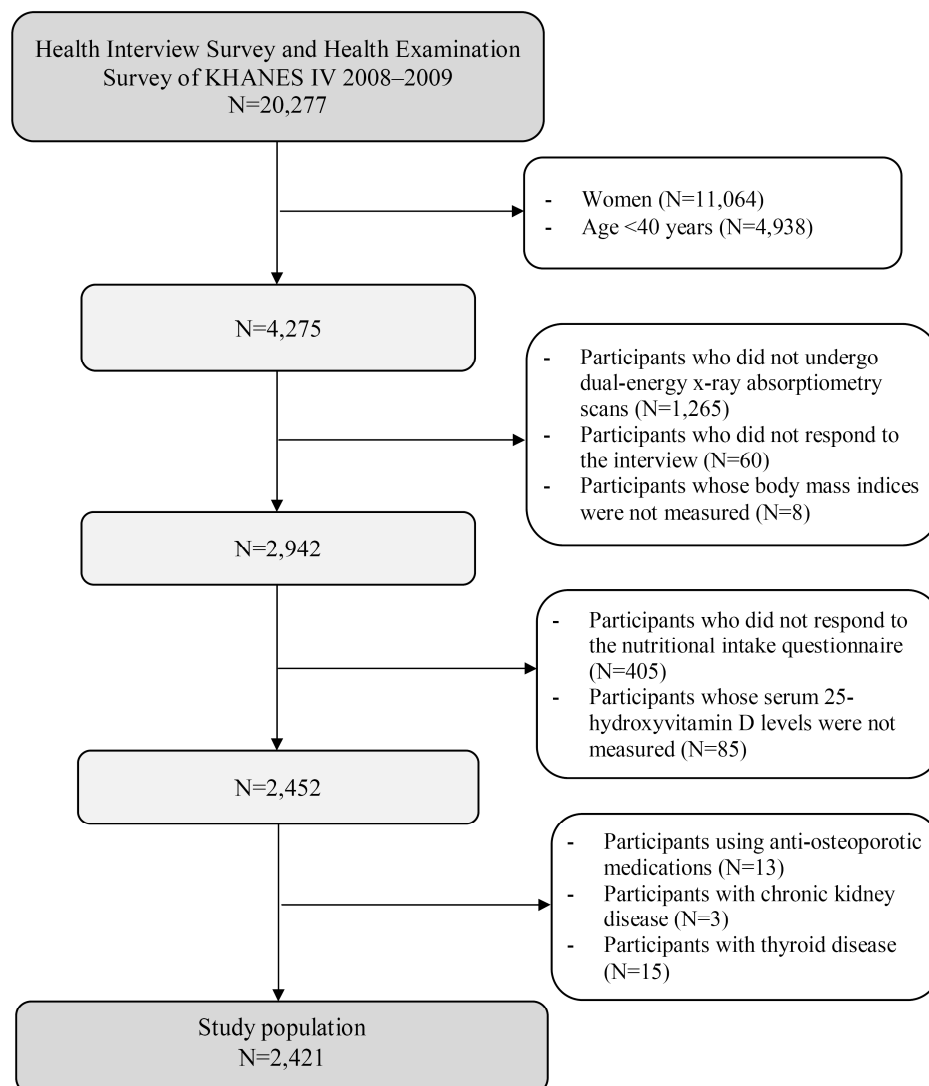 Health Interview Survey and Health Examination
Survey of KHANES IV 2008–2009
N=20,277
- Women (N=11,064)
- Age <40 years (N=4,938)
N=4,275
- Participants who did not undergo
dual-energy x-ray absorptiometry
scans (N=1,265)
- Participants who did not respond to
the interview (N=60)
- Participants whose body mass indices
were not measured (N=8)
N=2,942
- Participants who did not respond to
the nutritional intake questionnaire
(N=405)
- Participants whose serum 25-
hydroxyvitamin D levels were not
measured (N=85)
N=2,452
- Participants using anti-osteoporotic
medications (N=13)
- Participants with chronic kidney
disease (N=3)
- Participants with thyroid disease
(N=15)
Study population
N=2,421